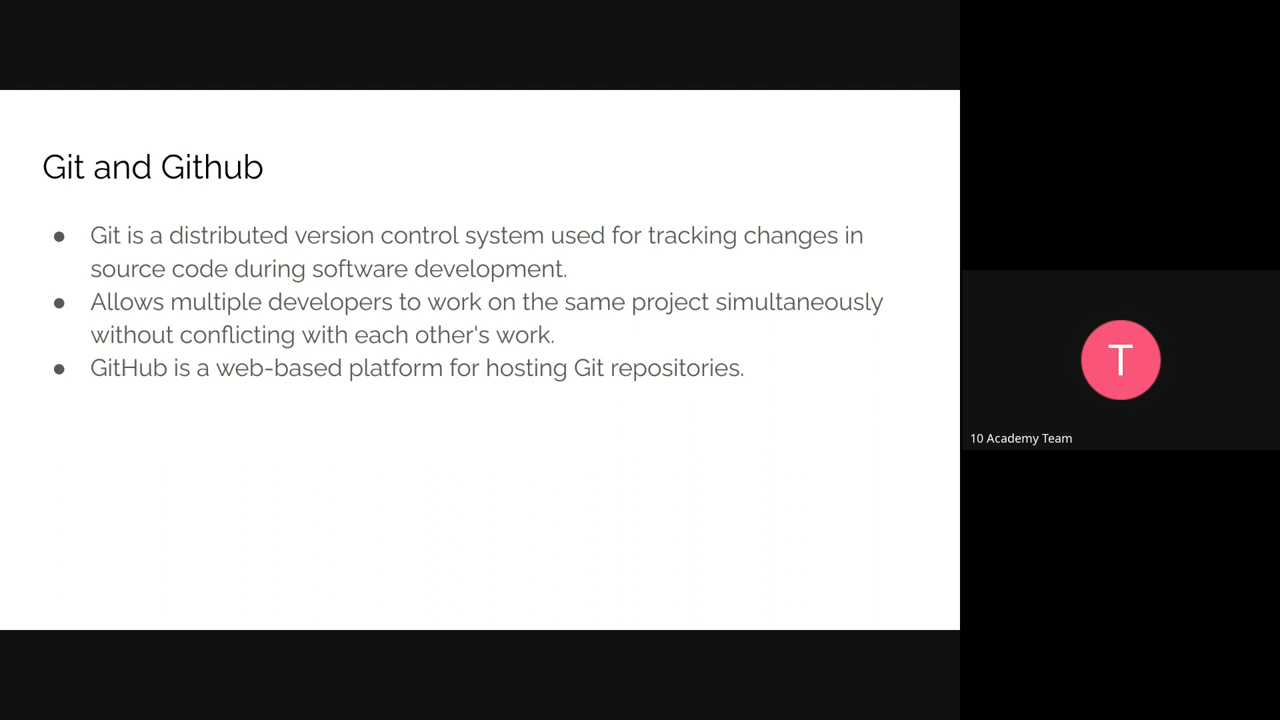 Git and Github
● Git is a distributed version control system used for tracking changes in
source code during software development.
● Allows multiple developers to work on the same project simultaneously
without conflicting with each other's work.
● GitHub is a web-based platform for hosting Git repositories.
T
10 Academy Team